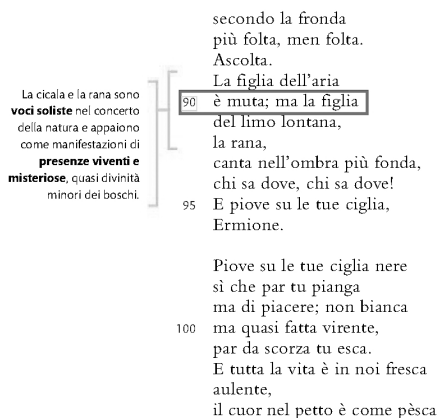 secondo la fronda
più folta, men folta.
Ascolta.
La figlia dell'aria
90 è muta; ma la figlia
del limo lontana,
la rana,
canta nell'ombra più fonda,
chi sa dove, chi sa dove!
95 E piove su le tue ciglia,
Ermione.
La cicala e la rana sono
voci soliste nel concerto
della natura e appaiono
come manifestazioni di
presenze viventi e
misteriose, quasi divinità
minori dei boschi.
Piove su le tue ciglia nere
sì che par tu pianga
ma di piacere; non bianca
100 ma quasi fatta virente,
par da scorza tu esca.
E tutta la vita è in noi fresca
aulente,
il cuor nel petto è come pèsca